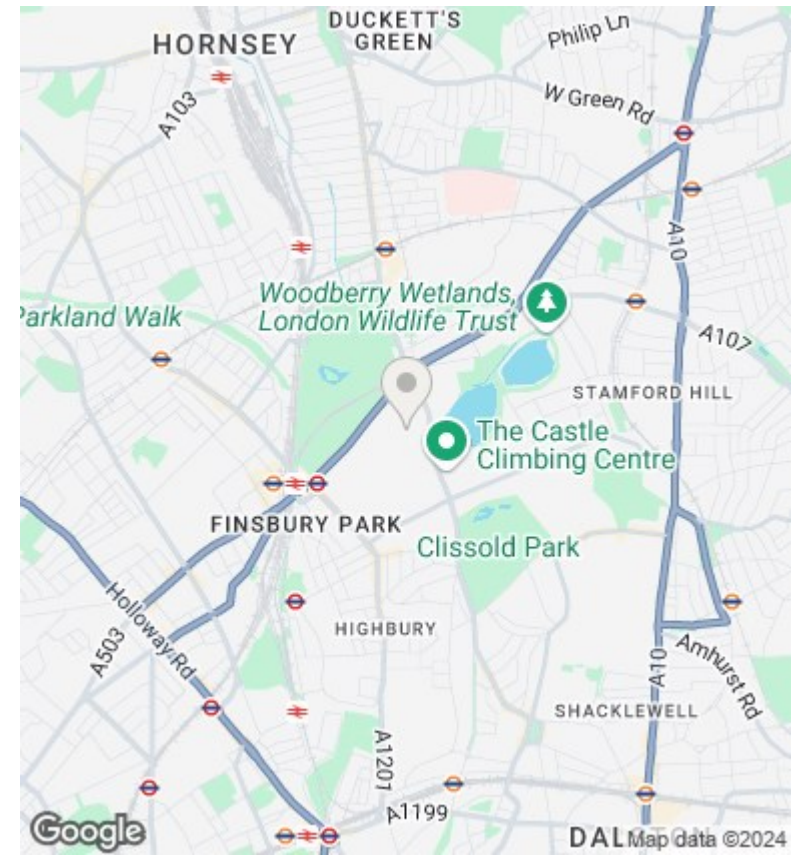 DUCKETT'S
GREEN
HORNSEY
Philip Ln
A103
W Green Rd
A10
Woodberry Wetlands,
London Wildlife Trust
Parkland Walk
A107
STAMFORD HILL
The Castle
Climbing Centre
FINSBURY PARK
Clissold Park
Holloway Rd
A503
HIGHBURY
A10
Amhurst Rd
SHACKLEWELL
A1201
A1199
Google
DALSTON
Map data ©2024